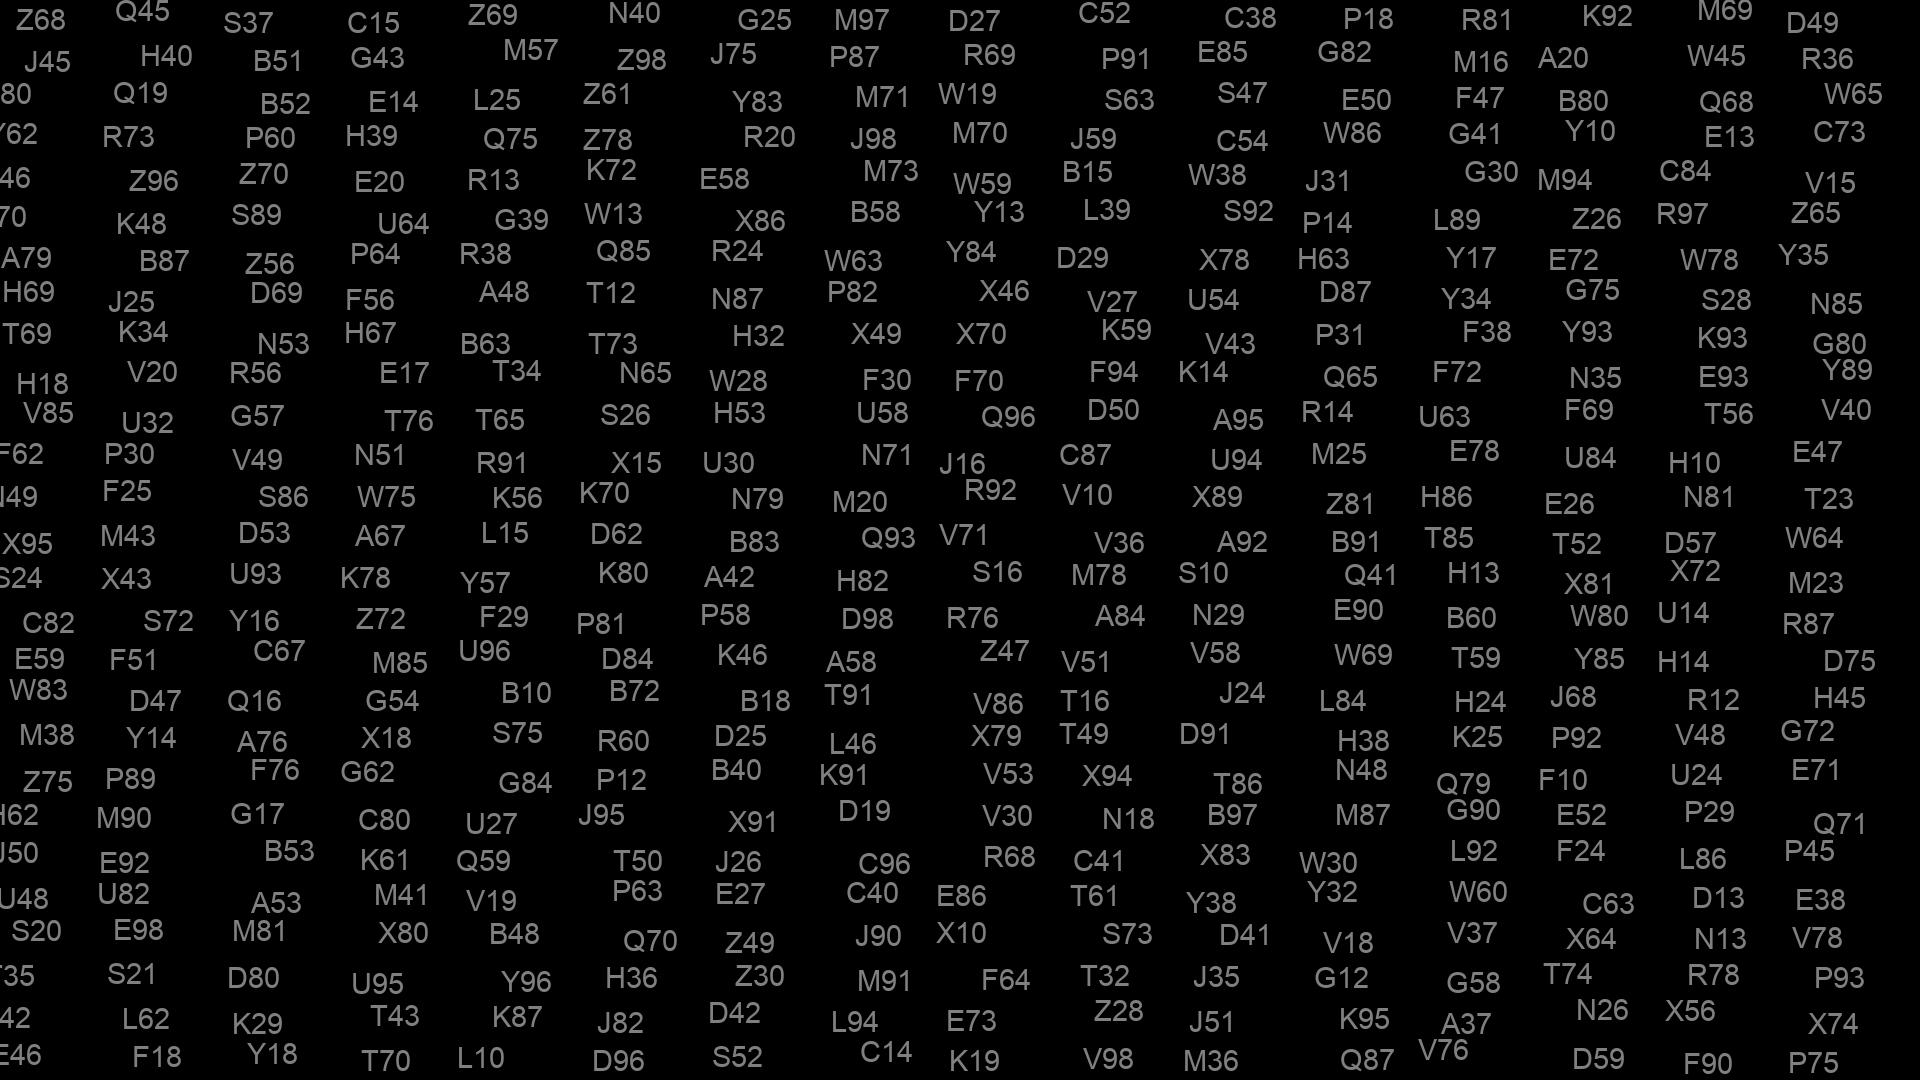 Z68 Q45 S37 C15 Z69 N40 G25 M97 D27 C52 C38 P18 R81 K92 M69 D49
J45 H40 B51 G43 M57 Z98 J75 P87 R69 P91 E85 G82 M16 A20 W45 R36
80 Q19 B52 E14 L25 Z61 Y83 M71 W19 S63 S47 E50 F47 B80 Q68 W65
Y62 R73 P60 H39 Q75 Z78 R20 J98 M70 J59 C54 W86 G41 Y10 E13 C73
46 Z96 Z70 E20 R13 K72 E58 M73 W59 B15 W38 J31 G30 M94 C84 V15
70 K48 S89 U64 G39 W13 X86 B58 Y13 L39 S92 P14 L89 Z26 R97 Z65
A79 B87 Z56 P64 R38 Q85 R24 W63 Y84 D29 X78 H63 Y17 E72 W78 Y35
H69 J25 D69 F56 A48 T12 N87 P82 X46 V27 U54 D87 Y34 G75 S28 N85
T69 K34 N53 H67 B63 T73 H32 X49 X70 K59 V43 P31 F38 Y93 K93 G80
H18 V20 R56 E17 T34 N65 W28 F30 F70 F94 K14 Q65 F72 N35 E93 Y89
V85 U32 G57 T76 T65 S26 H53 U58 Q96 D50 A95 R14 U63 F69 T56 V40
F62 P30 V49 N51 R91 X15 U30 N71 J16 C87 U94 M25 E78 U84 H10 E47
49 F25 S86 W75 K56 K70 N79 M20 R92 V10 X89 Z81 H86 E26 N81 T23
X95 M43 D53 A67 L15 D62 B83 Q93 V71 V36 A92 B91 T85 T52 D57 W64
S24 X43 U93 K78 Y57 K80 A42 H82 S16 M78 S10 Q41 H13 X81 X72 M23
C82 S72 Y16 Z72 F29 P81 P58 D98 R76 A84 N29 E90 B60 W80 U14 R87
E59 F51 C67 M85 U96 D84 K46 A58 Z47 V51 V58 W69 T59 Y85 H14 D75
W83 D47 Q16 G54 B10 B72 B18 T91 V86 T16 J24 L84 H24 J68 R12 H45
M38 Y14 A76 X18 S75 R60 D25 L46 X79 T49 D91 H38 K25 P92 V48 G72
Z75 P89 F76 G62 G84 P12 B40 K91 V53 X94 T86 N48 Q79 F10 U24 E71
62 M90 G17 C80 U27 J95 X91 D19 V30 N18 B97 M87 G90 E52 P29 Q71
50 E92 B53 K61 Q59 T50 J26 C96 R68 C41 X83 W30 L92 F24 L86 P45
U48 U82 A53 M41 V19 P63 E27 C40 E86 T61 Y38 Y32 W60 C63 D13 E38
S20 E98 M81 X80 B48 Q70 Z49 J90 X10 S73 D41 V18 V37 X64 N13 V78
35 S21 D80 U95 Y96 H36 Z30 M91 F64 T32 J35 G12 G58 T74 R78 P93
42 L62 K29 T43 K87 J82 D42 L94 E73 Z28 J51 K95 A37 N26 X56 X74
E46 F18 Y18 T70 L10 D96 S52 C14 K19 V98 M36 Q87 V76 D59 F90 P75